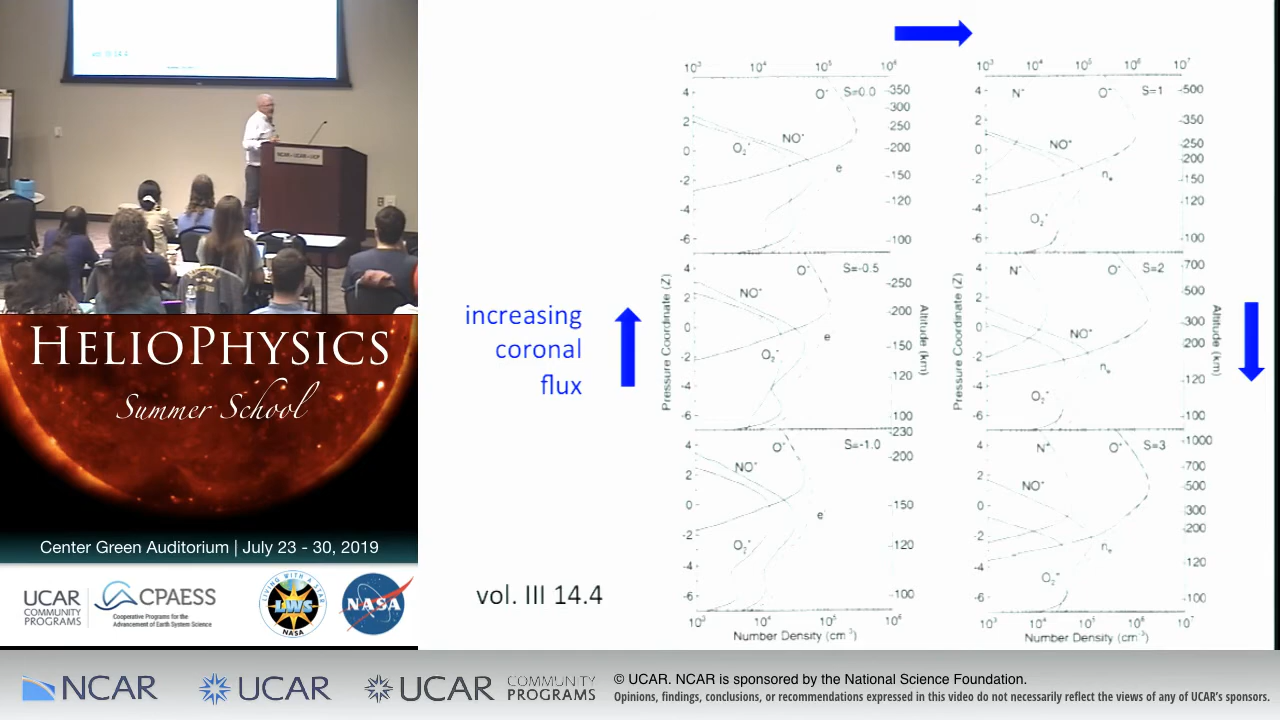 vol. III 14.4
NCAR • UCAR • UOP
HELIOPHYSICS
Summer School
Center Green Auditorium | July 23 - 30, 2019
UCAR
COMMUNITY
PROGRAMS
CPAESS
Cooperative Programs for the
Advancement of Earth System Science
LIVING WITH A STAR
LWS
NASA
NASA
increasing
coronal
flux
vol. III 14.4
10³ 10⁴ 10⁵ 10⁶
O⁺ S=0.0
NO⁺
O₂⁺
e
4
2
0
-2
-4
-6
350
300
250
200
150
120
100
O⁺ S=-0.5
NO⁺
O₂⁺
e
4
2
0
-2
-4
-6
250
200
150
120
100
O⁺ S=-1.0
NO⁺
O₂⁺
e
4
2
0
-2
-4
-6
230
200
150
120
100
Pressure Coordinate (Z)
Altitude (km)
10³ 10⁴ 10⁵ 10⁶
Number Density (cm⁻³)
10³ 10⁴ 10⁵ 10⁶ 10⁷
N⁺ O⁺ S=1
NO⁺
nₑ
O₂⁺
4
2
0
-2
-4
-6
500
350
250
200
150
120
100
N⁺ O⁺ S=2
NO⁺
nₑ
O₂⁺
4
2
0
-2
-4
-6
700
500
300
200
120
100
N⁺ O⁺ S=3
NO⁺
nₑ
O₂⁺
4
2
0
-2
-4
-6
1000
700
500
300
200
120
100
Pressure Coordinate (Z)
Altitude (km)
10³ 10⁴ 10⁵ 10⁶ 10⁷
Number Density (cm⁻³)
NCAR
UCAR
UCAR
COMMUNITY
PROGRAMS
© UCAR. NCAR is sponsored by the National Science Foundation.
Opinions, findings, conclusions, or recommendations expressed in this video do not necessarily reflect the views of any of UCAR's sponsors.